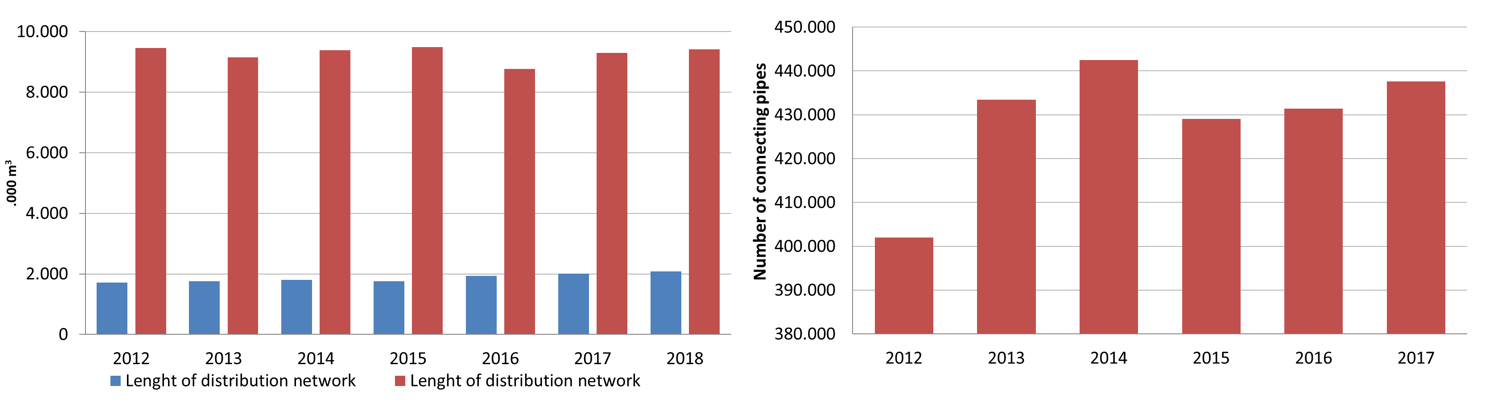 10.000
8.000
6.000
4.000
2.000
0
.000 m³
2012 2013 2014 2015 2016 2017 2018
Lenght of distribution network Lenght of distribution network
450.000
440.000
430.000
420.000
410.000
400.000
390.000
380.000
Number of connecting pipes
2012 2013 2014 2015 2016 2017